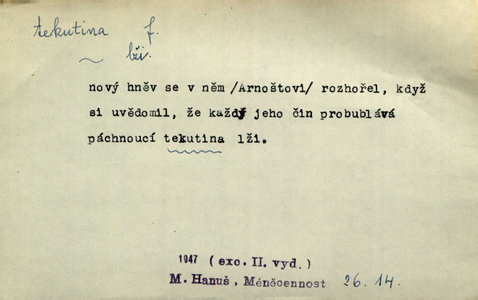 tekutina f.
~ lži.
nový hněv se v něm /Arnoštovi/ rozhořel, když
si uvědomil, že každý jeho čin probublává
páchnoucí tekutina lži.
1947 (exc. II. vyd.)
M. Hanuš, Méněcennost 26.14.